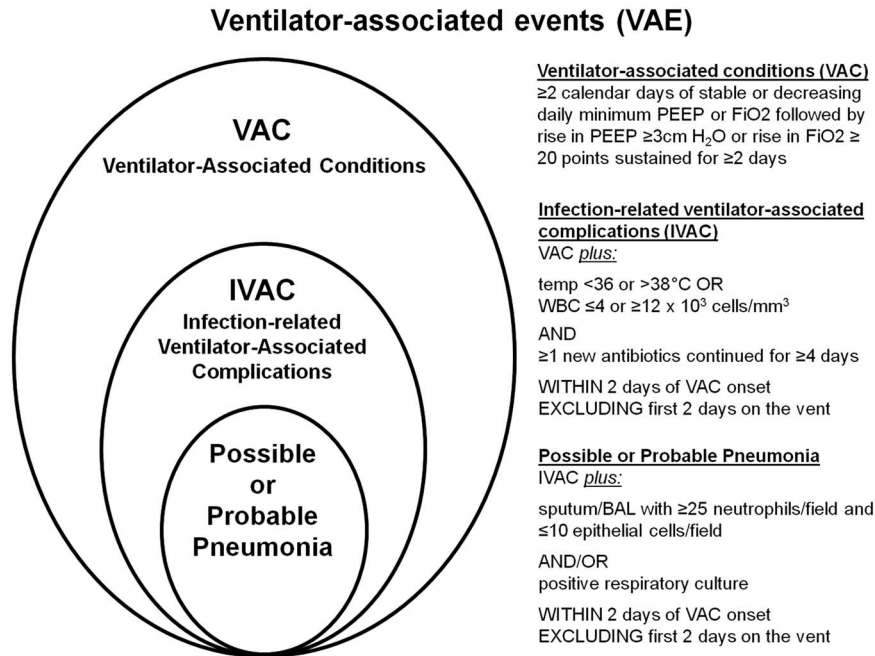 Ventilator-associated events (VAE)
VAC
Ventilator-Associated Conditions
IVAC
Infection-related
Ventilator-Associated
Complications
Possible
or
Probable
Pneumonia
Ventilator-associated conditions (VAC)
≥2 calendar days of stable or decreasing
daily minimum PEEP or FiO2 followed by
rise in PEEP ≥3cm H₂O or rise in FiO2 ≥
20 points sustained for ≥2 days
Infection-related ventilator-associated
complications (IVAC)
VAC plus:
temp <36 or >38°C OR
WBC ≤4 or ≥12 x 10³ cells/mm³
AND
≥1 new antibiotics continued for ≥4 days
WITHIN 2 days of VAC onset
EXCLUDING first 2 days on the vent
Possible or Probable Pneumonia
IVAC plus:
sputum/BAL with ≥25 neutrophils/field and
≤10 epithelial cells/field
AND/OR
positive respiratory culture
WITHIN 2 days of VAC onset
EXCLUDING first 2 days on the vent